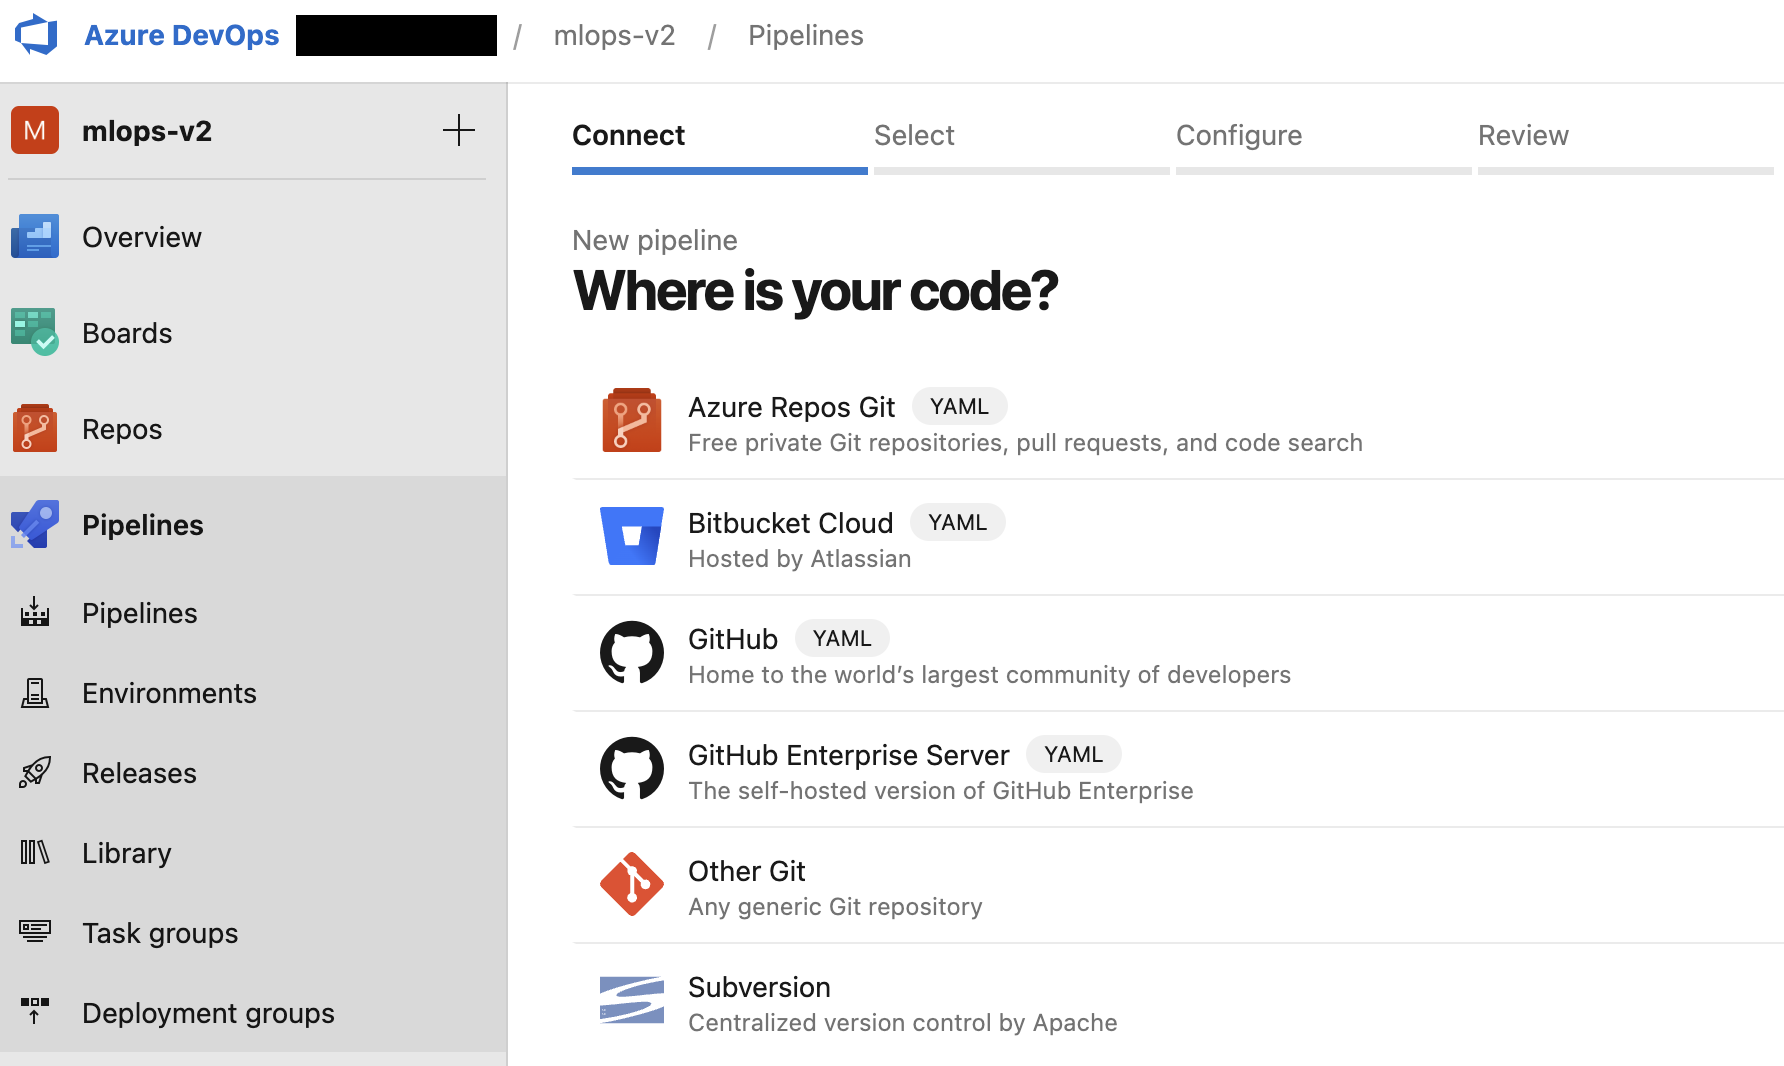 Azure DevOps / mlops-v2 / Pipelines
M mlops-v2
Overview
Boards
Repos
Pipelines
Pipelines
Environments
Releases
Library
Task groups
Deployment groups
Connect Select Configure Review
New pipeline
Where is your code?
Azure Repos Git YAML
Free private Git repositories, pull requests, and code search
Bitbucket Cloud YAML
Hosted by Atlassian
GitHub YAML
Home to the world’s largest community of developers
GitHub Enterprise Server YAML
The self-hosted version of GitHub Enterprise
Other Git
Any generic Git repository
Subversion
Centralized version control by Apache